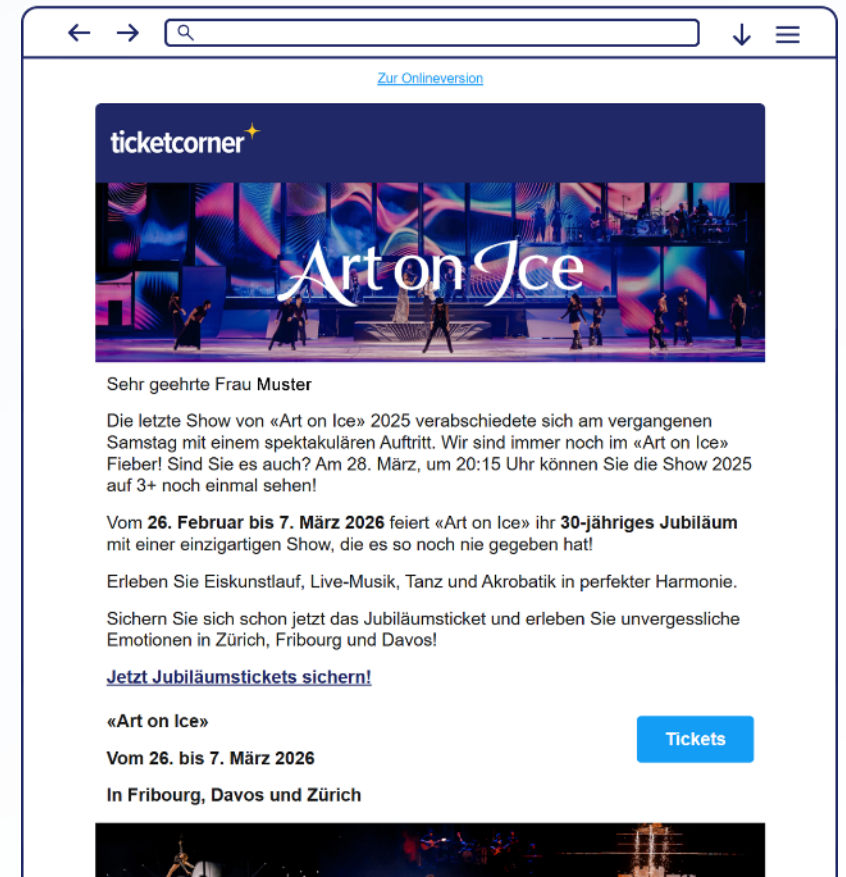 Zur Onlineversion
ticketcorner
Art on Ice
Sehr geehrte Frau Muster
Die letzte Show von «Art on Ice» 2025 verabschiedete sich am vergangenen
Samstag mit einem spektakulären Auftritt. Wir sind immer noch im «Art on Ice»
Fieber! Sind Sie es auch? Am 28. März, um 20:15 Uhr können Sie die Show 2025
auf 3+ noch einmal sehen!
Vom 26. Februar bis 7. März 2026 feiert «Art on Ice» ihr 30-jähriges Jubiläum
mit einer einzigartigen Show, die es so noch nie gegeben hat!
Erleben Sie Eiskunstlauf, Live-Musik, Tanz und Akrobatik in perfekter Harmonie.
Sichern Sie sich schon jetzt das Jubiläumsticket und erleben Sie unvergessliche
Emotionen in Zürich, Fribourg und Davos!
Jetzt Jubiläumstickets sichern!
«Art on Ice»
Tickets
Vom 26. bis 7. März 2026
In Fribourg, Davos und Zürich